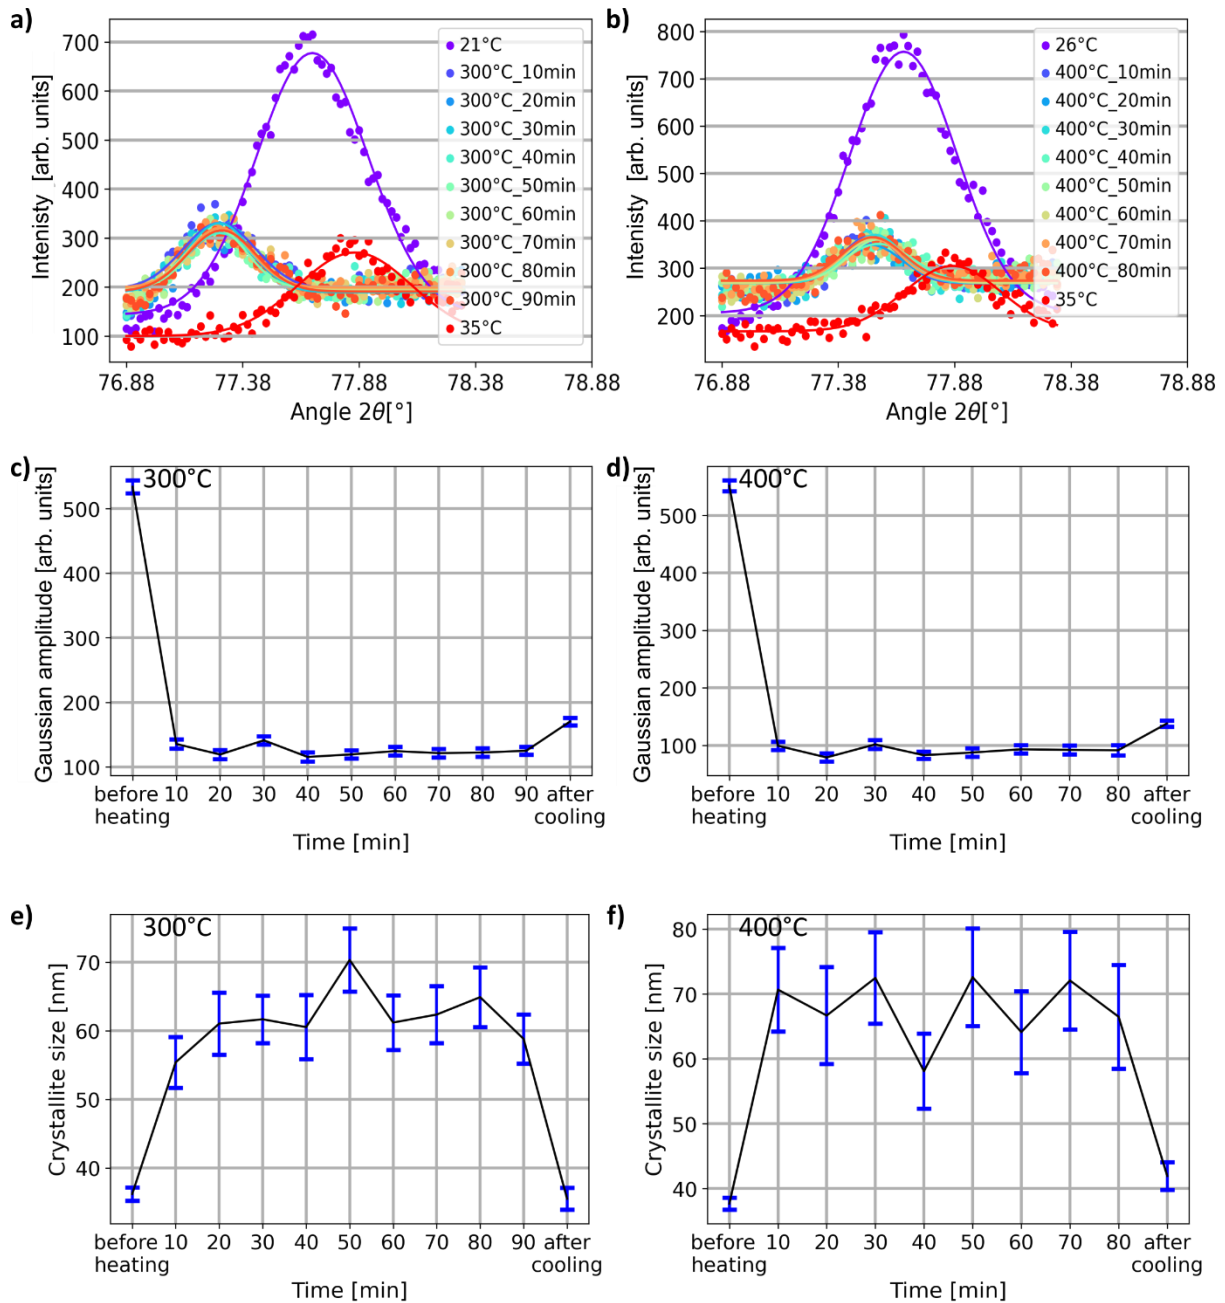 a)
700
600
500
400
300
200
100
76.88
77.38
77.88
78.38
78.88
Intenisty [arb. units]
Angle 2θ[°]
21°C
300°C_10min
300°C_20min
300°C_30min
300°C_40min
300°C_50min
300°C_60min
300°C_70min
300°C_80min
300°C_90min
35°C
b)
800
700
600
500
400
300
200
76.88
77.38
77.88
78.38
78.88
Intenisty [arb. units]
Angle 2θ[°]
26°C
400°C_10min
400°C_20min
400°C_30min
400°C_40min
400°C_50min
400°C_60min
400°C_70min
400°C_80min
35°C
c)
300°C
500
400
300
200
100
Gaussian amplitude [arb. units]
before 10 20 30 40 50 60 70 80 90 after
heating cooling
Time [min]
d)
400°C
500
400
300
200
100
Gaussian amplitude [arb. units]
before 10 20 30 40 50 60 70 80 after
heating cooling
Time [min]
e)
300°C
70
60
50
40
Crystallite size [nm]
before 10 20 30 40 50 60 70 80 90 after
heating cooling
Time [min]
f)
400°C
80
70
60
50
40
Crystallite size [nm]
before 10 20 30 40 50 60 70 80 after
heating cooling
Time [min]